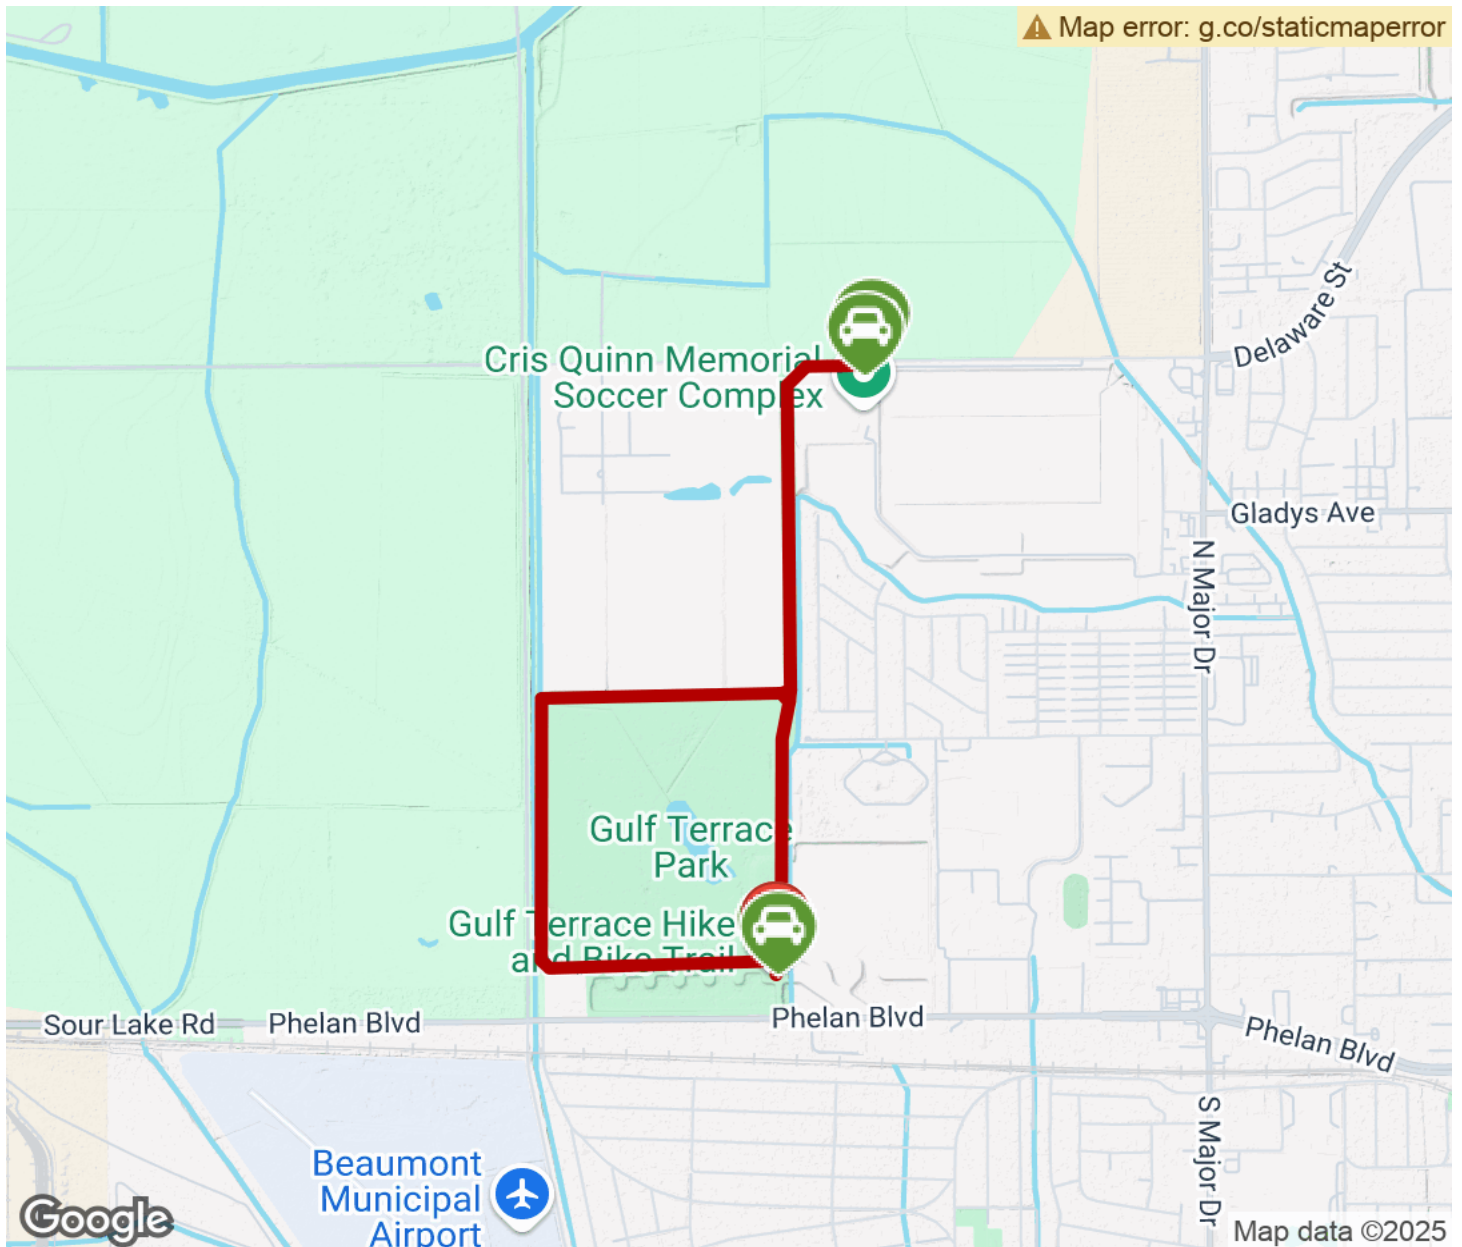 Map error: g.co/staticmaperror
Delaware St
Cris Quinn Memorial
Soccer Complex
Gladys Ave
N Major Dr
Gulf Terrace
Park
Gulf Terrace Hike
and Bike Trail
Sour Lake Rd
Phelan Blvd
Phelan Blvd
Phelan Blvd
S Major Dr
Beaumont
Municipal
Airport
Google
Map data ©2025